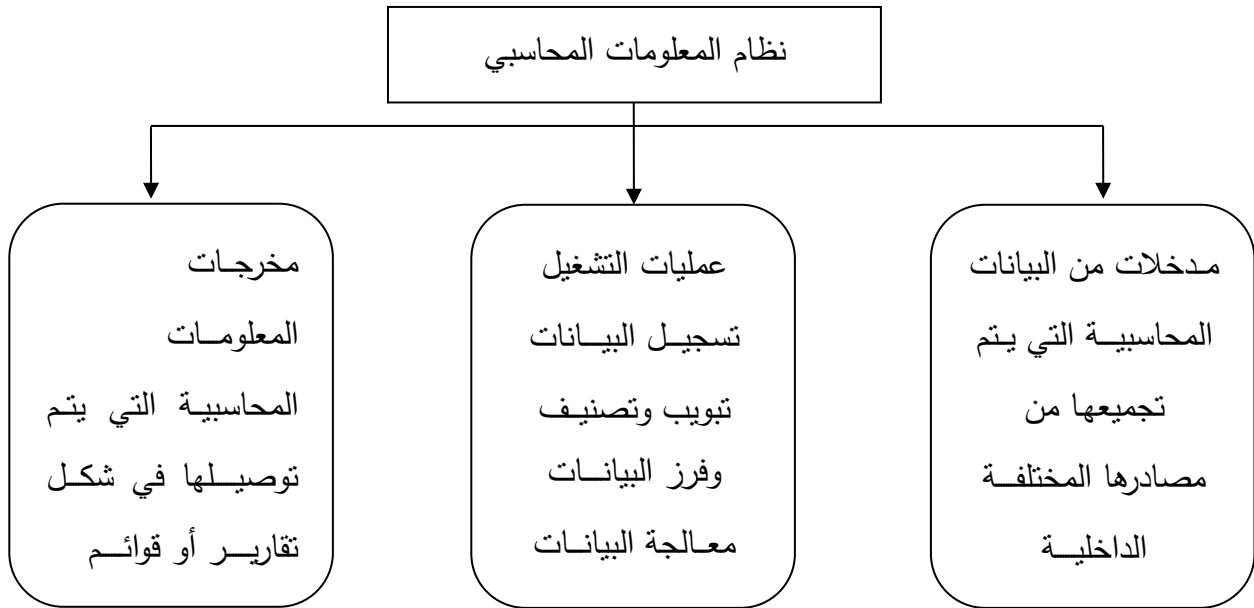 نظام المعلومات المحاسبي
مدخلات من البيانات
المحاسبية التي يتم
تجميعها من
مصادرها المختلفة
الداخلية
عمليات التشغيل
تسجيل البيانات
تبويب وتصنيف
وفرز البيانات
معالجة البيانات
مخرجات
المعلومات
المحاسبية التي يتم
توصيلها في شكل
تقارير أو قوائم